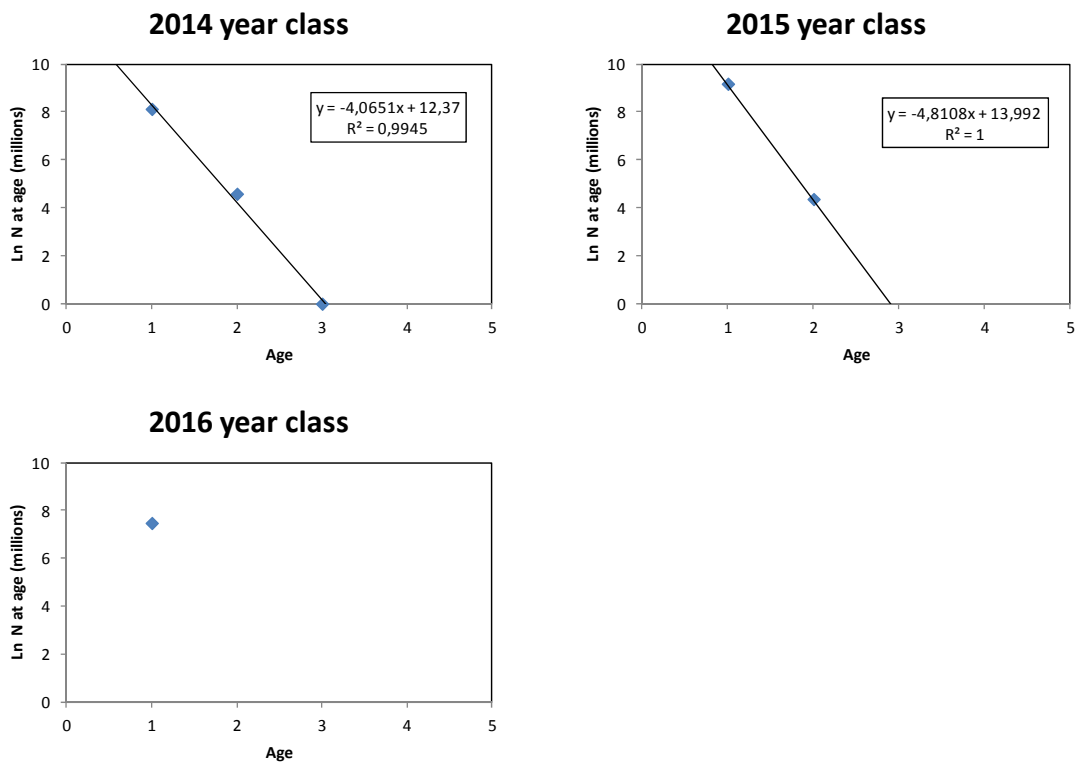 2014 year class
10
8
6
4
2
0
Ln N at age (millions)
y = -4,0651x + 12,37
R² = 0,9945
0 1 2 3 4 5
Age
2015 year class
10
8
6
4
2
0
Ln N at age (millions)
y = -4,8108x + 13,992
R² = 1
0 1 2 3 4 5
Age
2016 year class
10
8
6
4
2
0
Ln N at age (millions)
0 1 2 3 4 5
Age